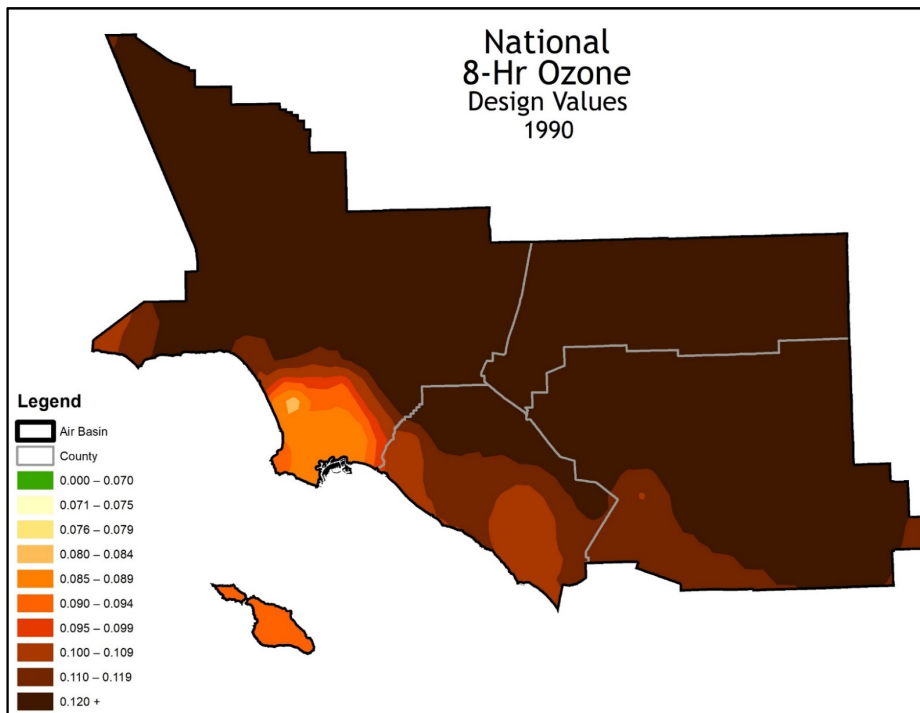 National
8-Hr Ozone
Design Values
1990
Legend
Air Basin
County
0.000 – 0.070
0.071 – 0.075
0.076 – 0.079
0.080 – 0.084
0.085 – 0.089
0.090 – 0.094
0.095 – 0.099
0.100 – 0.109
0.110 – 0.119
0.120 +